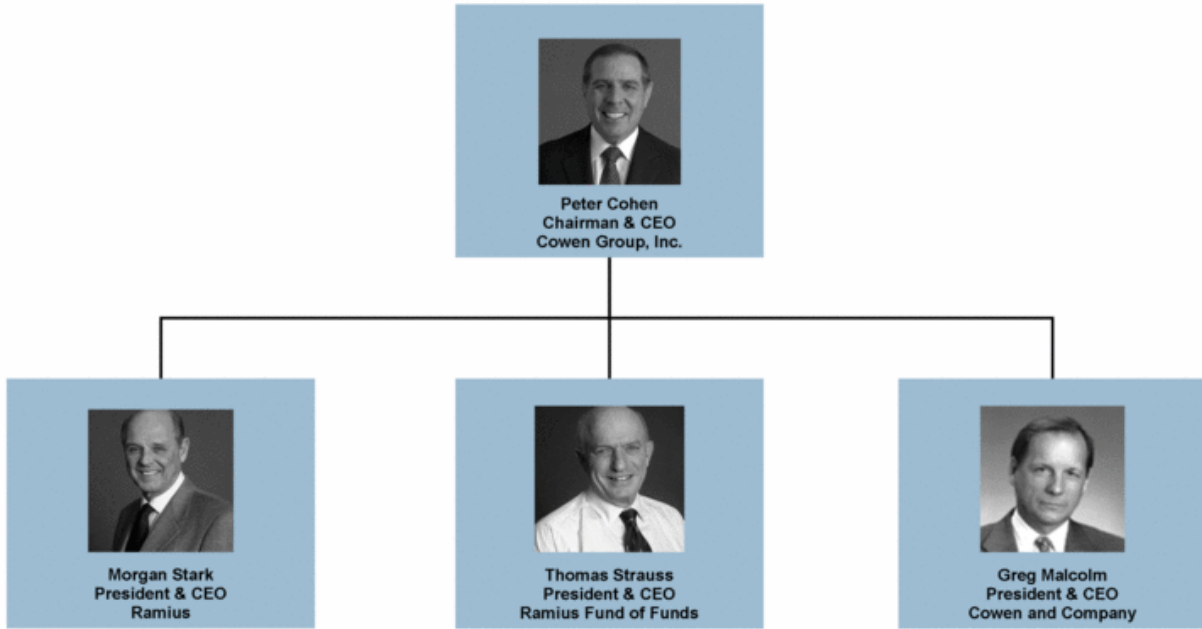 Peter Cohen
Chairman & CEO
Cowen Group, Inc.
Morgan Stark
President & CEO
Ramius
Thomas Strauss
President & CEO
Ramius Fund of Funds
Greg Malcolm
President & CEO
Cowen and Company